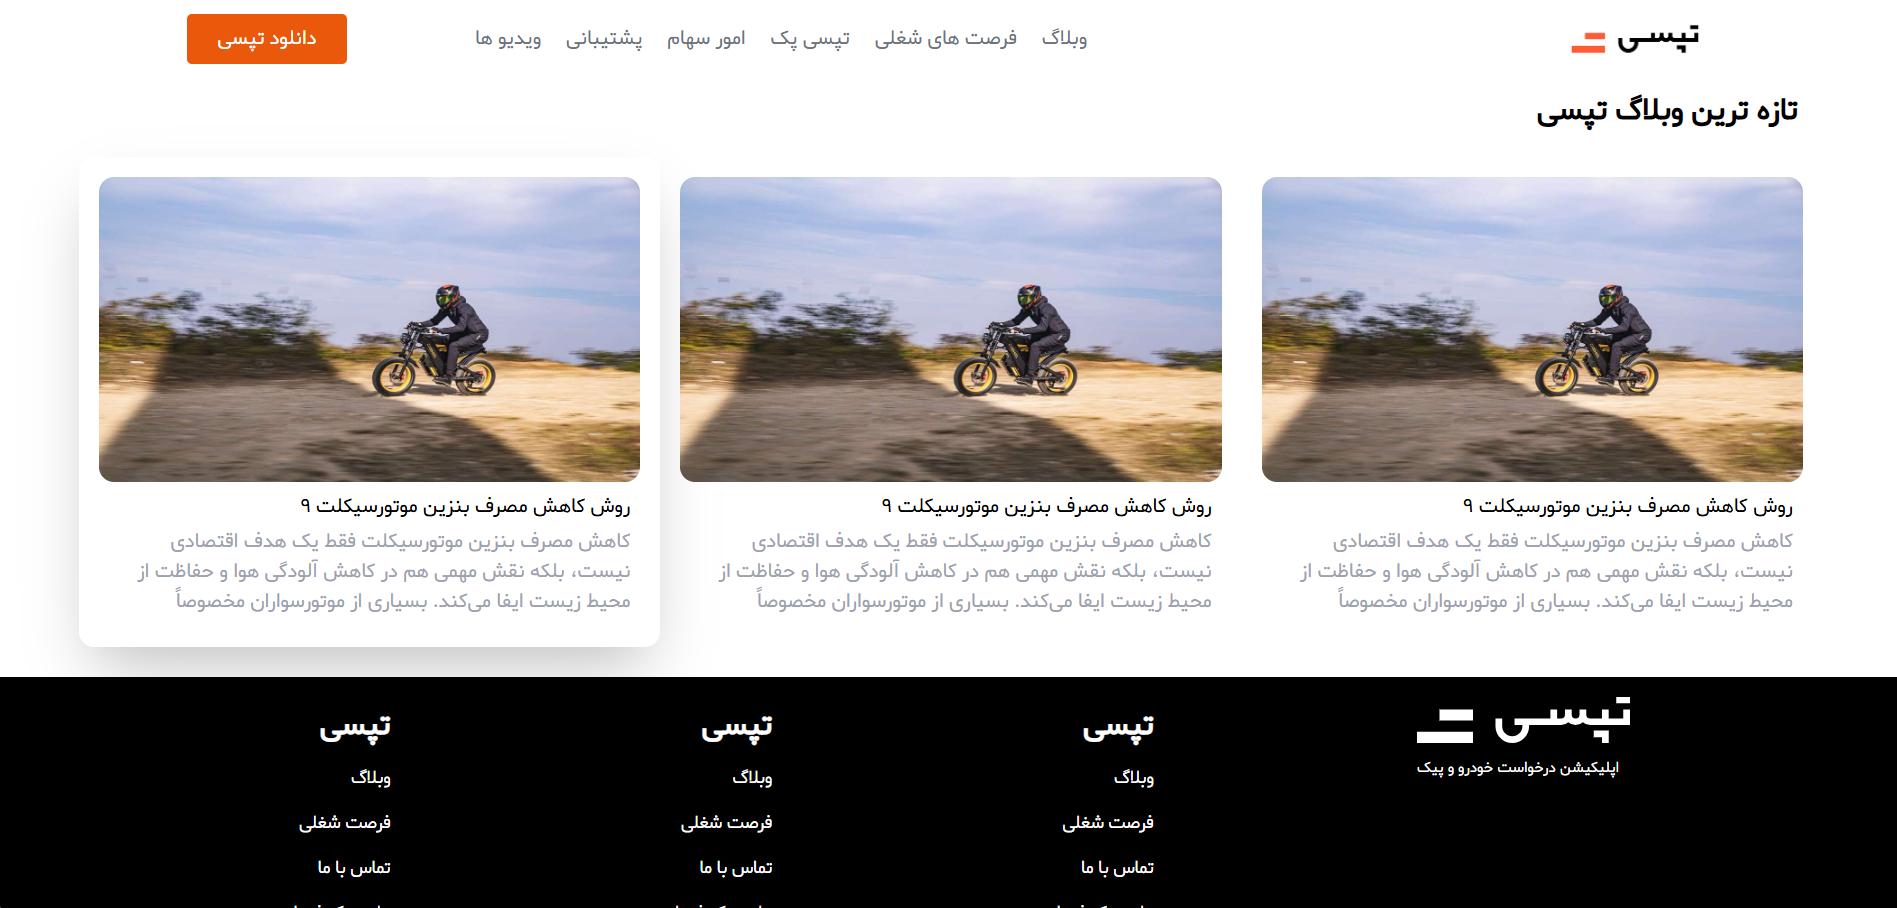 تپسی
وبلاگ فرصت های شغلی تپسی پک امور سهام پشتیبانی ویدیو ها
دانلود تپسی
تازه ترین وبلاگ تپسی
روش کاهش مصرف بنزین موتورسیکلت ۹
کاهش مصرف بنزین موتورسیکلت فقط یک هدف اقتصادی
نیست، بلکه نقش مهمی هم در کاهش آلودگی هوا و حفاظت از
محیط زیست ایفا می‌کند. بسیاری از موتورسواران مخصوصاً
روش کاهش مصرف بنزین موتورسیکلت ۹
کاهش مصرف بنزین موتورسیکلت فقط یک هدف اقتصادی
نیست، بلکه نقش مهمی هم در کاهش آلودگی هوا و حفاظت از
محیط زیست ایفا می‌کند. بسیاری از موتورسواران مخصوصاً
روش کاهش مصرف بنزین موتورسیکلت ۹
کاهش مصرف بنزین موتورسیکلت فقط یک هدف اقتصادی
نیست، بلکه نقش مهمی هم در کاهش آلودگی هوا و حفاظت از
محیط زیست ایفا می‌کند. بسیاری از موتورسواران مخصوصاً
تپسی
اپلیکیشن درخواست خودرو و پیک
تپسی
وبلاگ
فرصت شغلی
تماس با ما
تپسی
وبلاگ
فرصت شغلی
تماس با ما
تپسی
وبلاگ
فرصت شغلی
تماس با ما